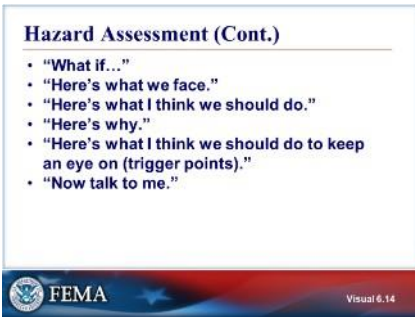 Hazard Assessment (Cont.)
• "What if…"
• "Here's what we face."
• "Here's what I think we should do."
• "Here's why."
• "Here's what I think we should do to keep
an eye on (trigger points)."
• "Now talk to me."
FEMA
Visual 6.14